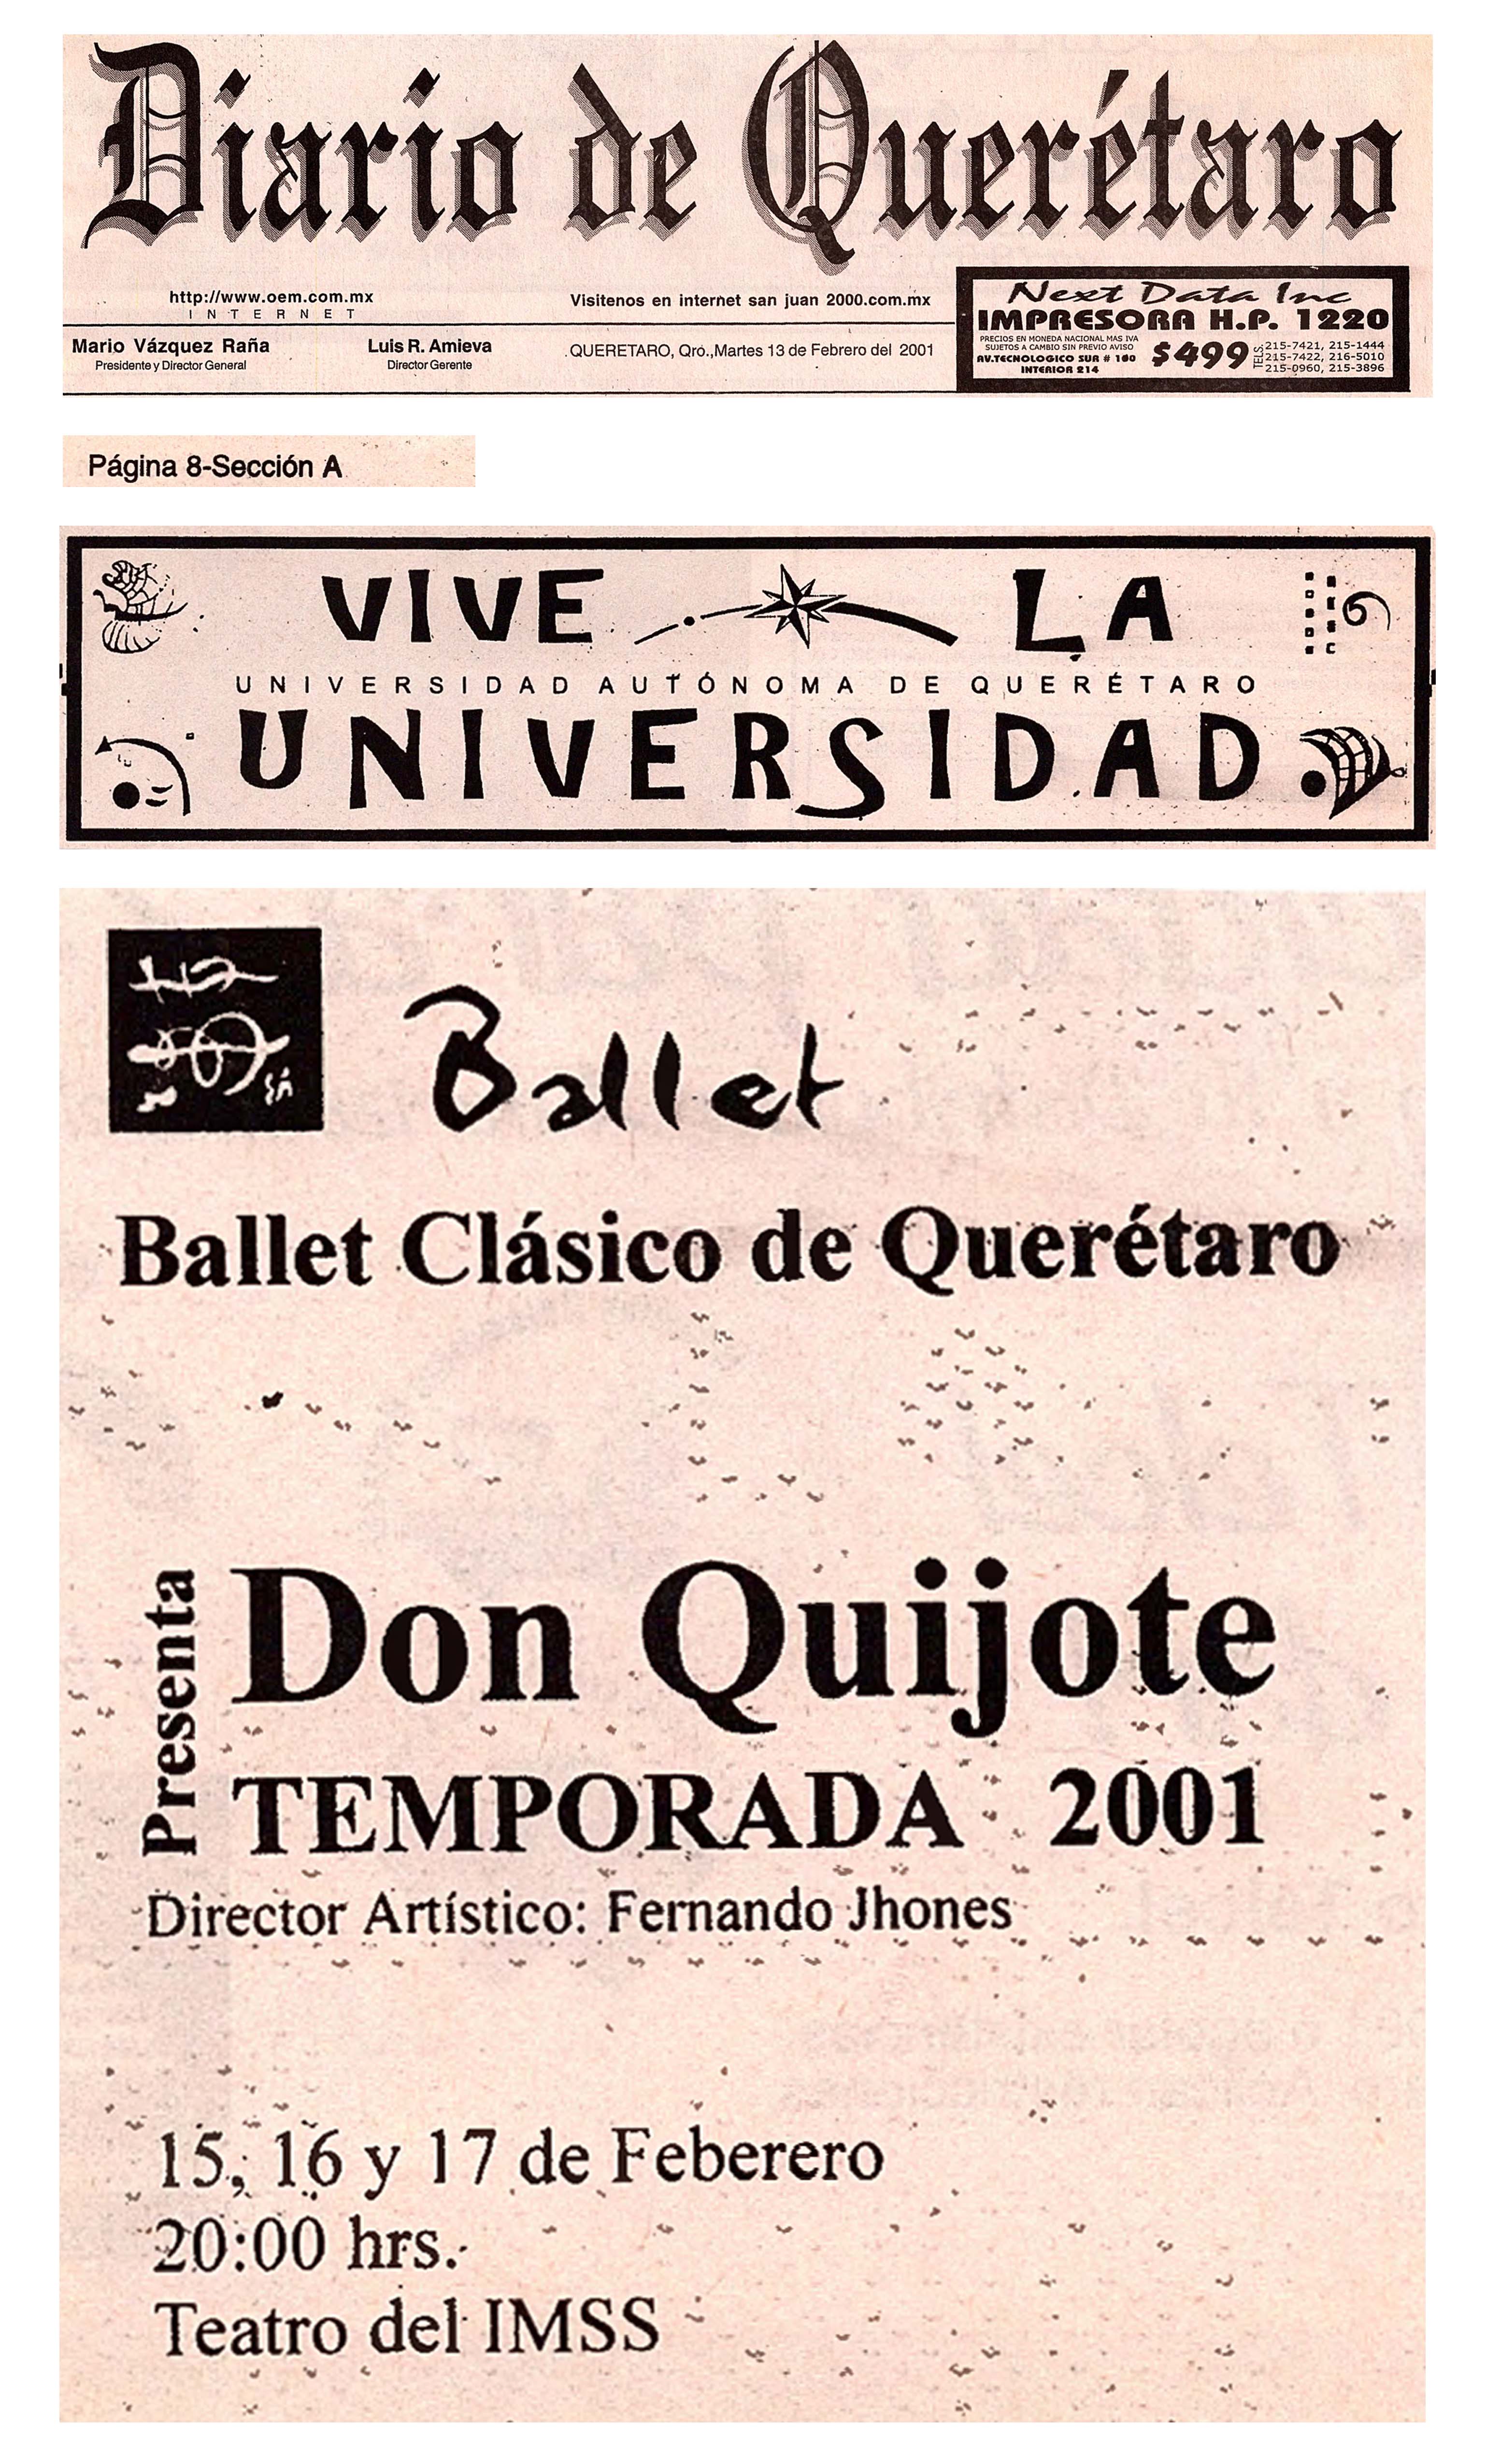 Diario de Querétaro
http://www.oem.com.mx
INTERNET
Visitenos en internet san juan 2000.com.mx
Mario Vázquez Raña
Presidente y Director General
Luis R. Amieva
Director Gerente
QUERETARO, Qro.,Martes 13 de Febrero del 2001
Next Data Inc
IMPRESORA H.P. 1220
PRECIOS EN MONEDA NACIONAL MAS IVA
SUJETOS A CAMBIO SIN PREVIO AVISO
AV.TECNOLOGICO SUR # 100
INTERIOR 214
$499
TELS.
215-7421, 215-1444
215-7422, 216-5010
215-0960, 215-3896
Página 8-Sección A
VIVE LA
UNIVERSIDAD AUTÓNOMA DE QUERÉTARO
UNIVERSIDAD
Ballet
Ballet Clásico de Querétaro
Presenta
Don Quijote
TEMPORADA 2001
Director Artístico: Fernando Jhones
15, 16 y 17 de Feberero
20:00 hrs.
Teatro del IMSS